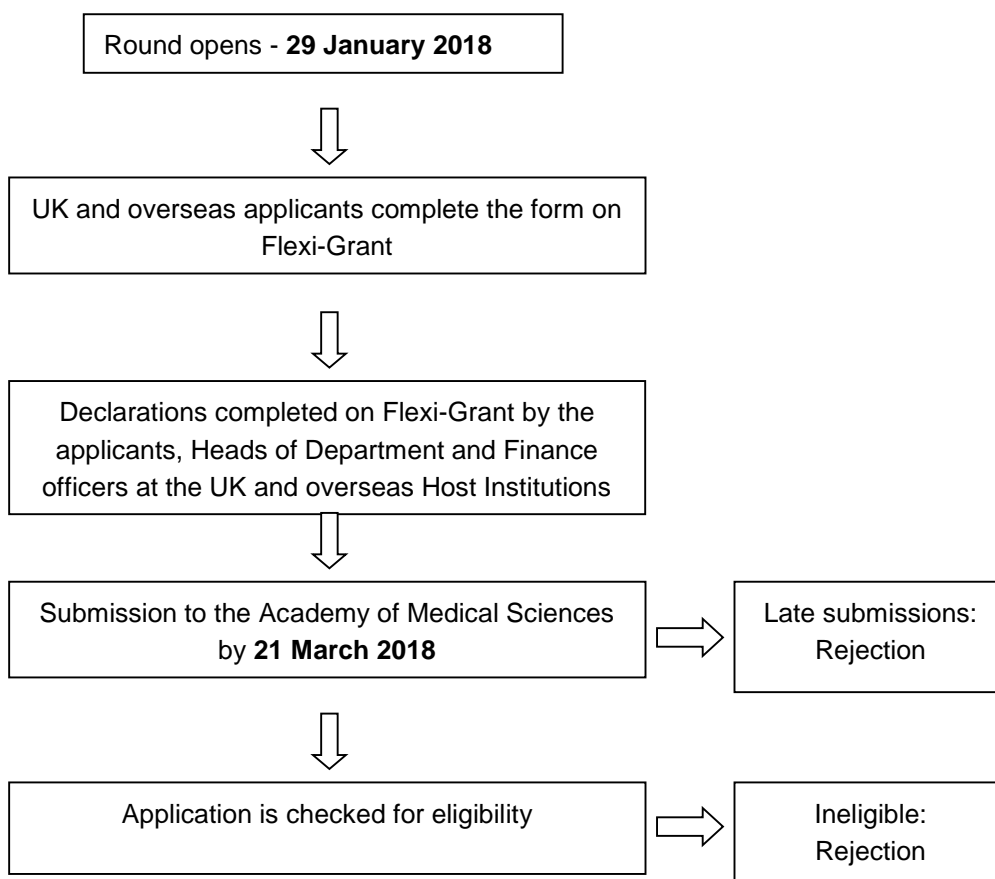 Round opens - 29 January 2018
UK and overseas applicants complete the form on
Flexi-Grant
Declarations completed on Flexi-Grant by the
applicants, Heads of Department and Finance
officers at the UK and overseas Host Institutions
Submission to the Academy of Medical Sciences
by 21 March 2018
Late submissions:
Rejection
Application is checked for eligibility
Ineligible:
Rejection